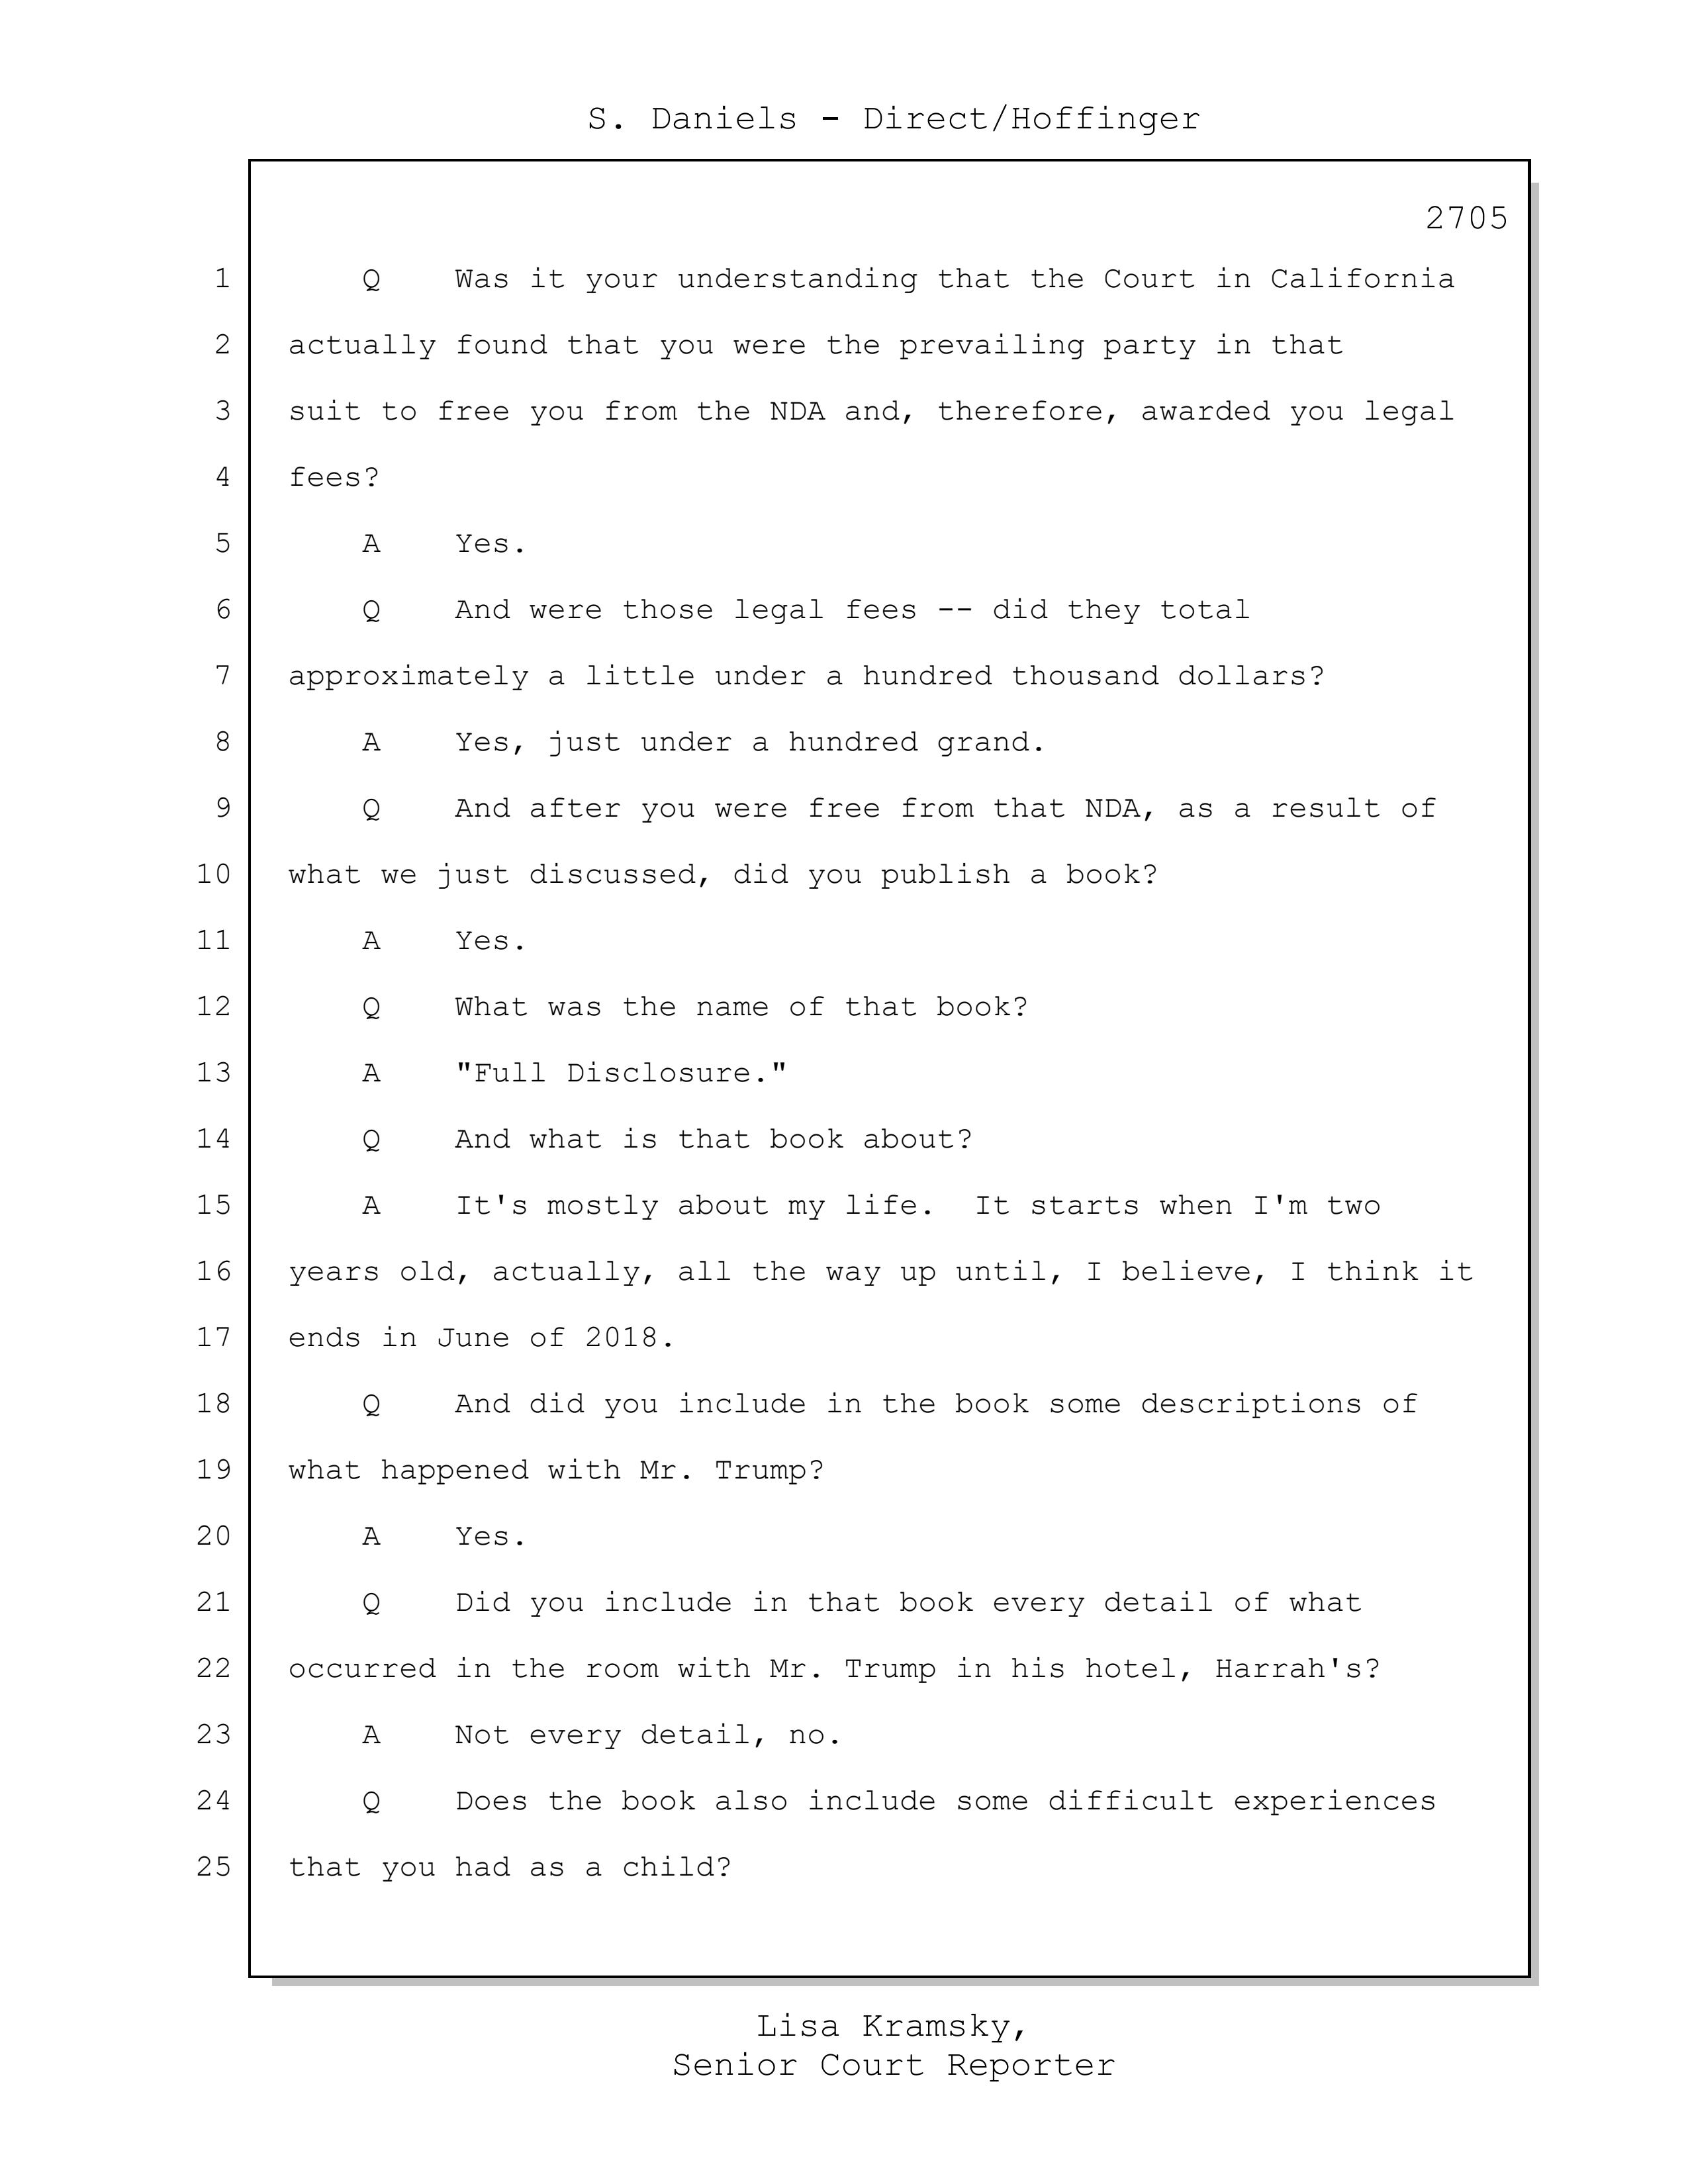 S. Daniels - Direct/Hoffinger
2705
1 Q Was it your understanding that the Court in California
2 actually found that you were the prevailing party in that
3 suit to free you from the NDA and, therefore, awarded you legal
4 fees?
5 A Yes.
6 Q And were those legal fees -- did they total
7 approximately a little under a hundred thousand dollars?
8 A Yes, just under a hundred grand.
9 Q And after you were free from that NDA, as a result of
10 what we just discussed, did you publish a book?
11 A Yes.
12 Q What was the name of that book?
13 A "Full Disclosure."
14 Q And what is that book about?
15 A It's mostly about my life. It starts when I'm two
16 years old, actually, all the way up until, I believe, I think it
17 ends in June of 2018.
18 Q And did you include in the book some descriptions of
19 what happened with Mr. Trump?
20 A Yes.
21 Q Did you include in that book every detail of what
22 occurred in the room with Mr. Trump in his hotel, Harrah's?
23 A Not every detail, no.
24 Q Does the book also include some difficult experiences
25 that you had as a child?
Lisa Kramsky,
Senior Court Reporter